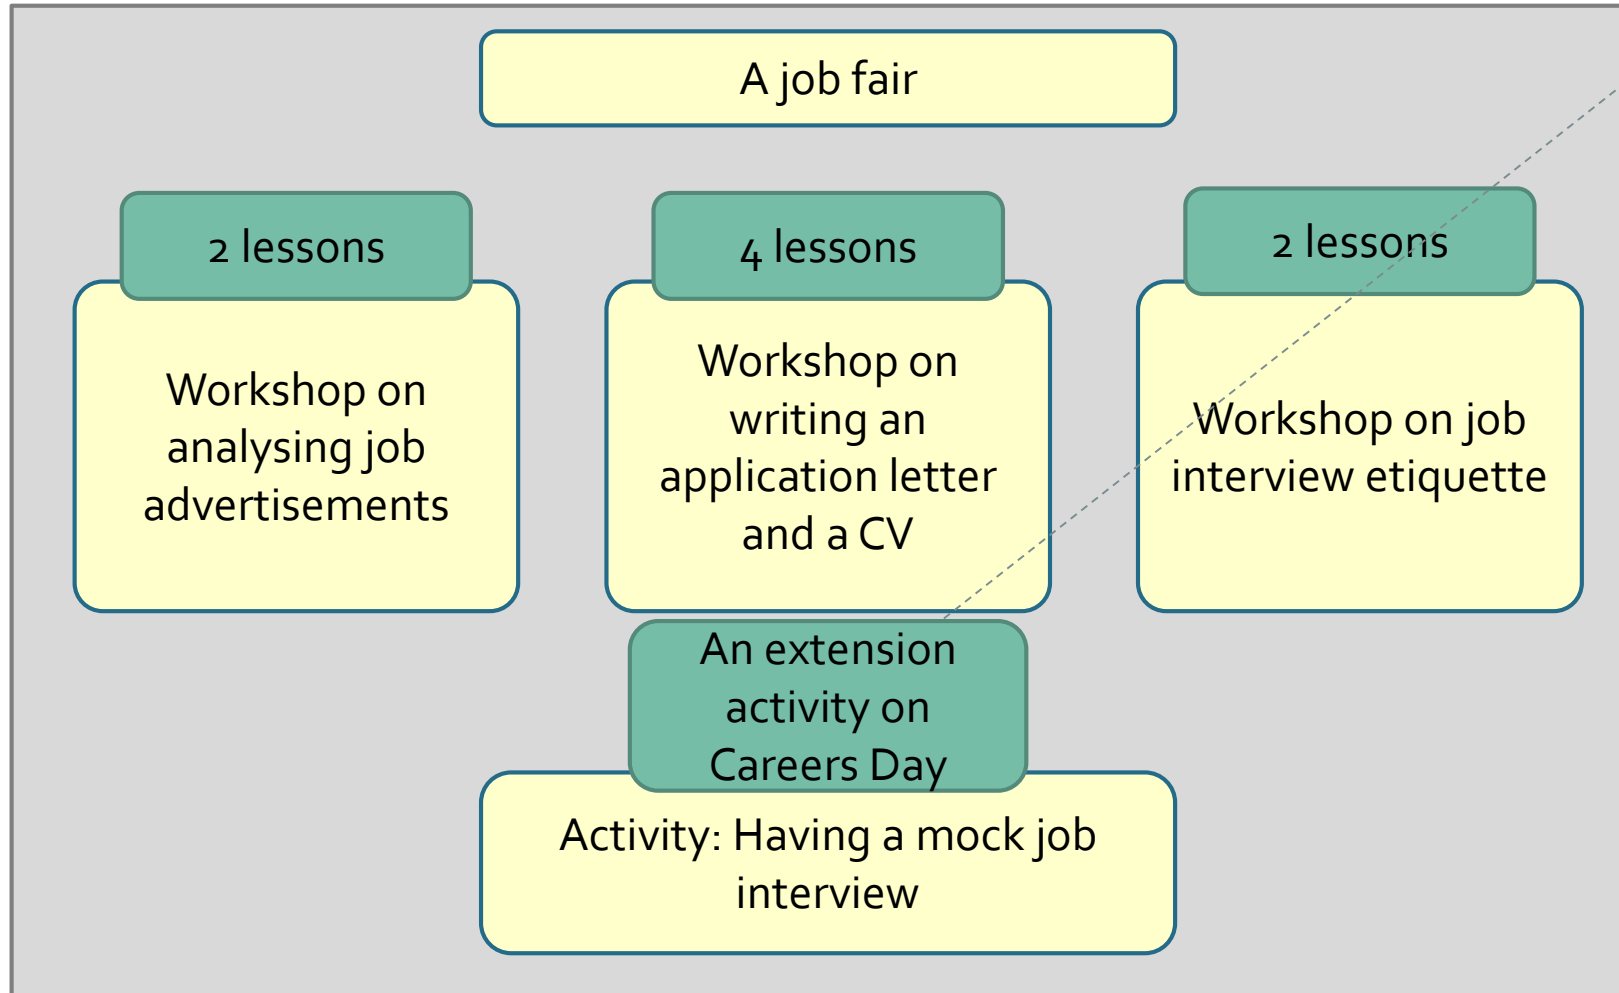 A job fair
2 lessons
Workshop on
analysing job
advertisements
4 lessons
Workshop on
writing an
application letter
and a CV
2 lessons
Workshop on job
interview etiquette
An extension
activity on
Careers Day
Activity: Having a mock job
interview